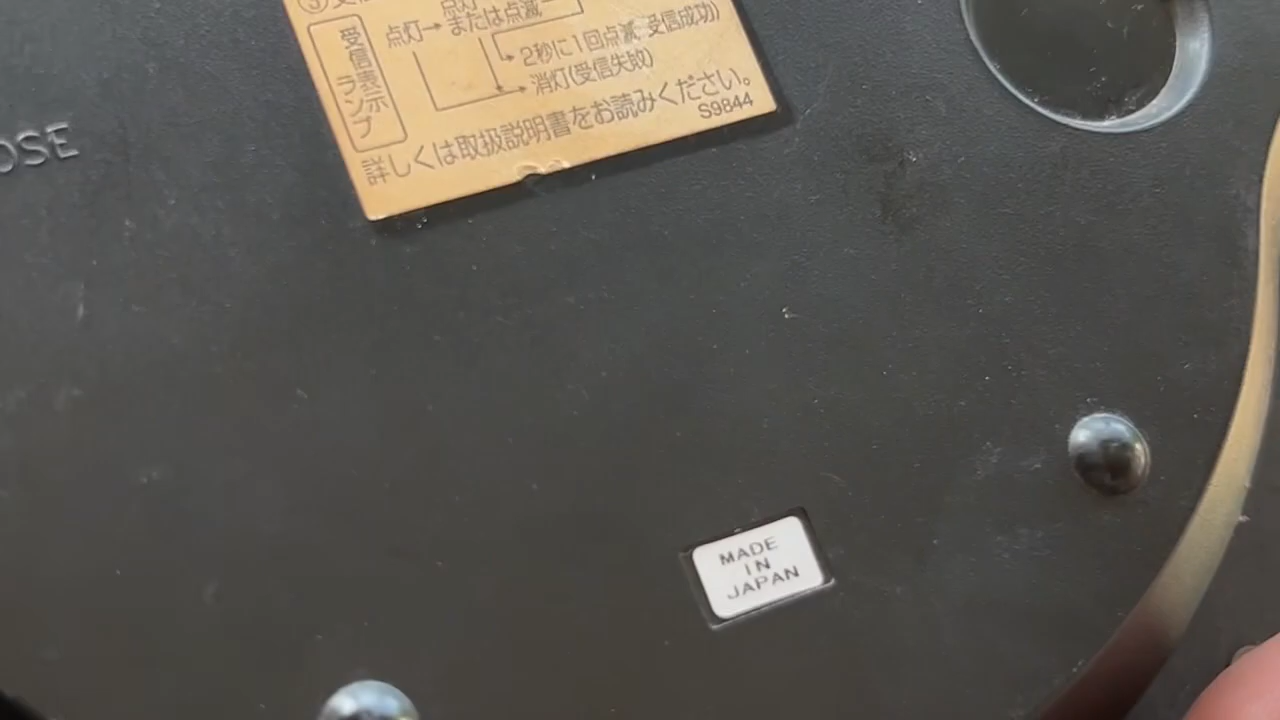 OSE
点灯→または点滅
2秒に1回点滅(受信成功)
消灯(受信失敗)
受信表示
ランプ
詳しくは取扱説明書をお読みください。
S9844
MADE
IN
JAPAN